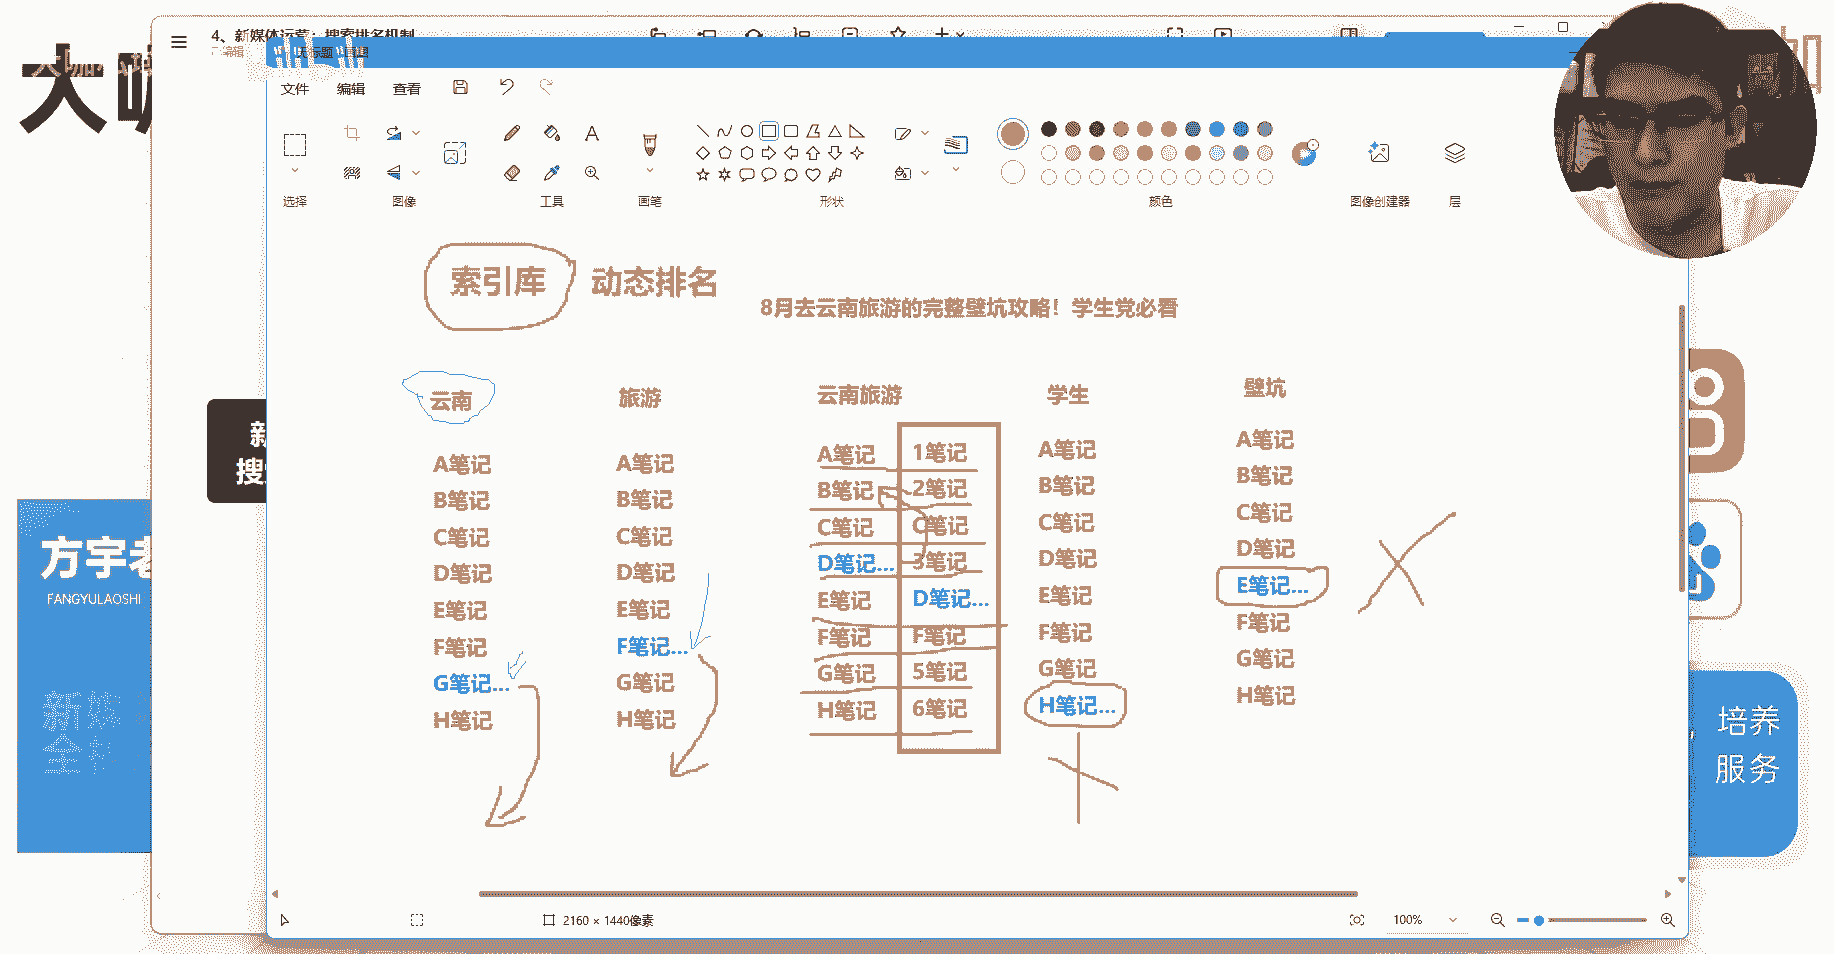 4、新媒体运营：搜索排名机制
编辑
文件 编辑 查看
选择 图像 工具 画笔 形状 颜色 图像创建器 层
索引库 动态排名
8月去云南旅游的完整壁坑攻略！学生党必看
云南 旅游 云南旅游 学生 壁坑
A笔记 A笔记 A笔记 1笔记 A笔记 A笔记
B笔记 B笔记 B笔记 2笔记 B笔记 B笔记
C笔记 C笔记 C笔记 C笔记 C笔记 C笔记
D笔记 D笔记 D笔记... 3笔记 D笔记 D笔记
E笔记 E笔记 E笔记 D笔记... E笔记 E笔记...
F笔记 F笔记... F笔记 F笔记 F笔记 F笔记
G笔记... G笔记 G笔记 5笔记 G笔记 G笔记
H笔记 H笔记 H笔记 6笔记 H笔记... H笔记
2160 × 1440像素
100%
大
方宇老
FANGYULAOSHI
培养
服务